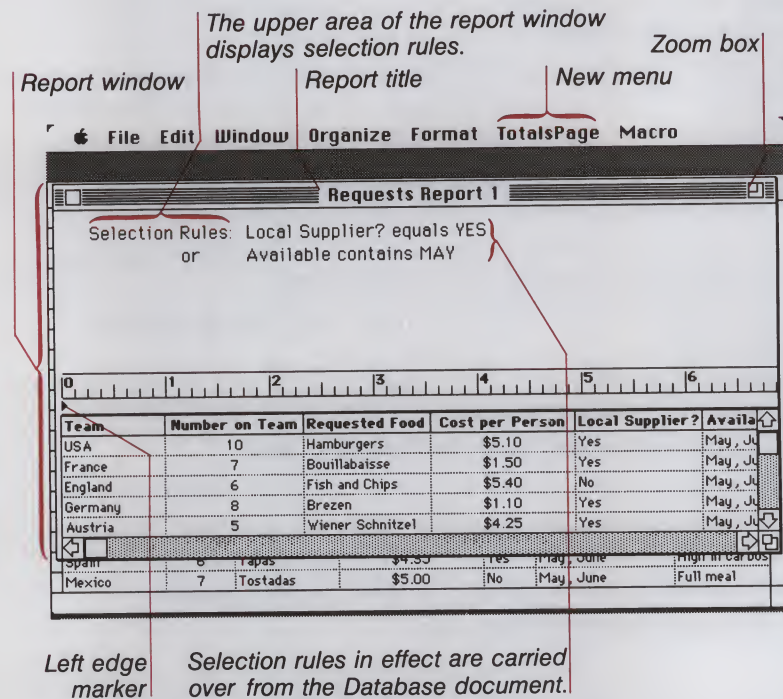 The upper area of the report window
displays selection rules.
Zoom box
Report window
Report title
New menu
File Edit Window Organize Format TotalsPage Macro
Requests Report 1
Selection Rules: Local Supplier? equals YES
or Available contains MAY
0 1 2 3 4 5 6
Team Number on Team Requested Food Cost per Person Local Supplier? Availa
USA 10 Hamburgers $5.10 Yes May, Ju
France 7 Bouillabaisse $1.50 Yes May, Ju
England 6 Fish and Chips $5.40 No May, Ju
Germany 8 Brezen $1.10 Yes May, Ju
Austria 5 Wiener Schnitzel $4.25 Yes May, Ju
Spain 6 Tapas $4.35 Yes May, June High in carbos
Mexico 7 Tostadas $5.00 No May, June Full meal
Left edge
marker
Selection rules in effect are carried
over from the Database document.